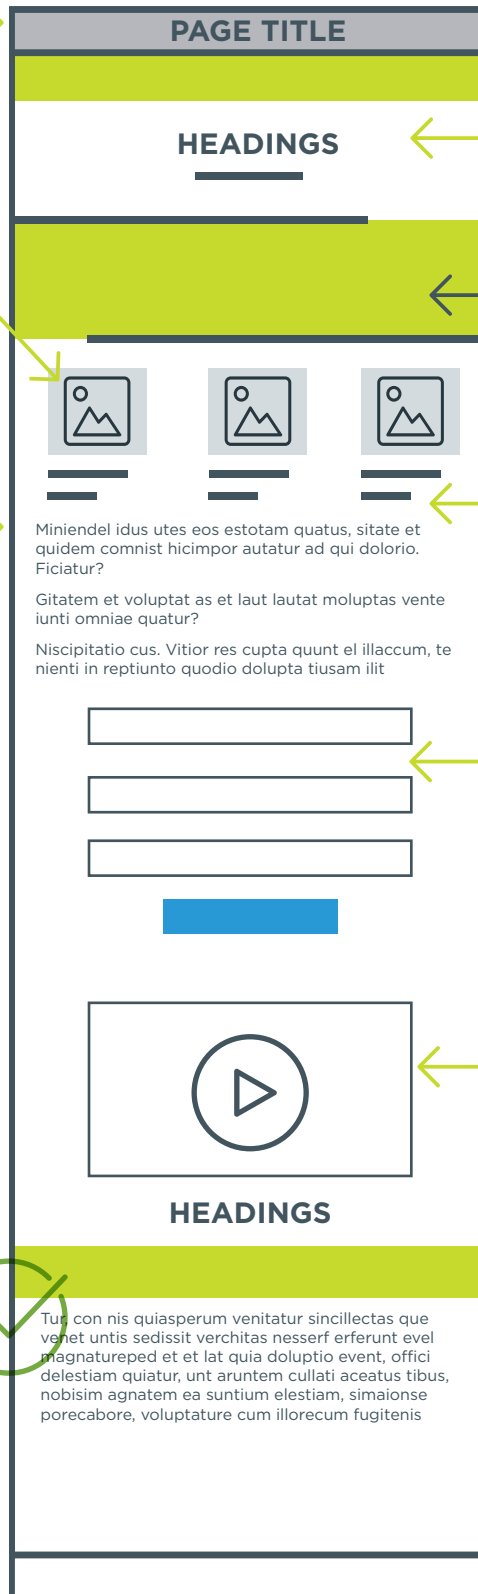 PAGE TITLE
HEADINGS
Miniendel idus utes eos estotam quatus, sitate et
quidem comnist hicimpor autatur ad qui dolorio.
Ficiatur?
Gitatem et voluptat as et laut lautat moluptas vente
iunti omniae quatur?
Niscipitatio cus. Vitior res cupta quunt el illaccum, te
nienti in reptiunto quodio dolupta tiusam ilit
HEADINGS
Tur, con nis quiasperum venitatur sincillectas que
venet untis sedissit verchitas nesserf erferunt evel
magnatureped et et lat quia doluptio event, offici
delestiam quiatur, unt aruntem cullati aceatus tibus,
nobisim agnatem ea suntium elestiam, simaionse
porecabore, voluptature cum illorecum fugitenis